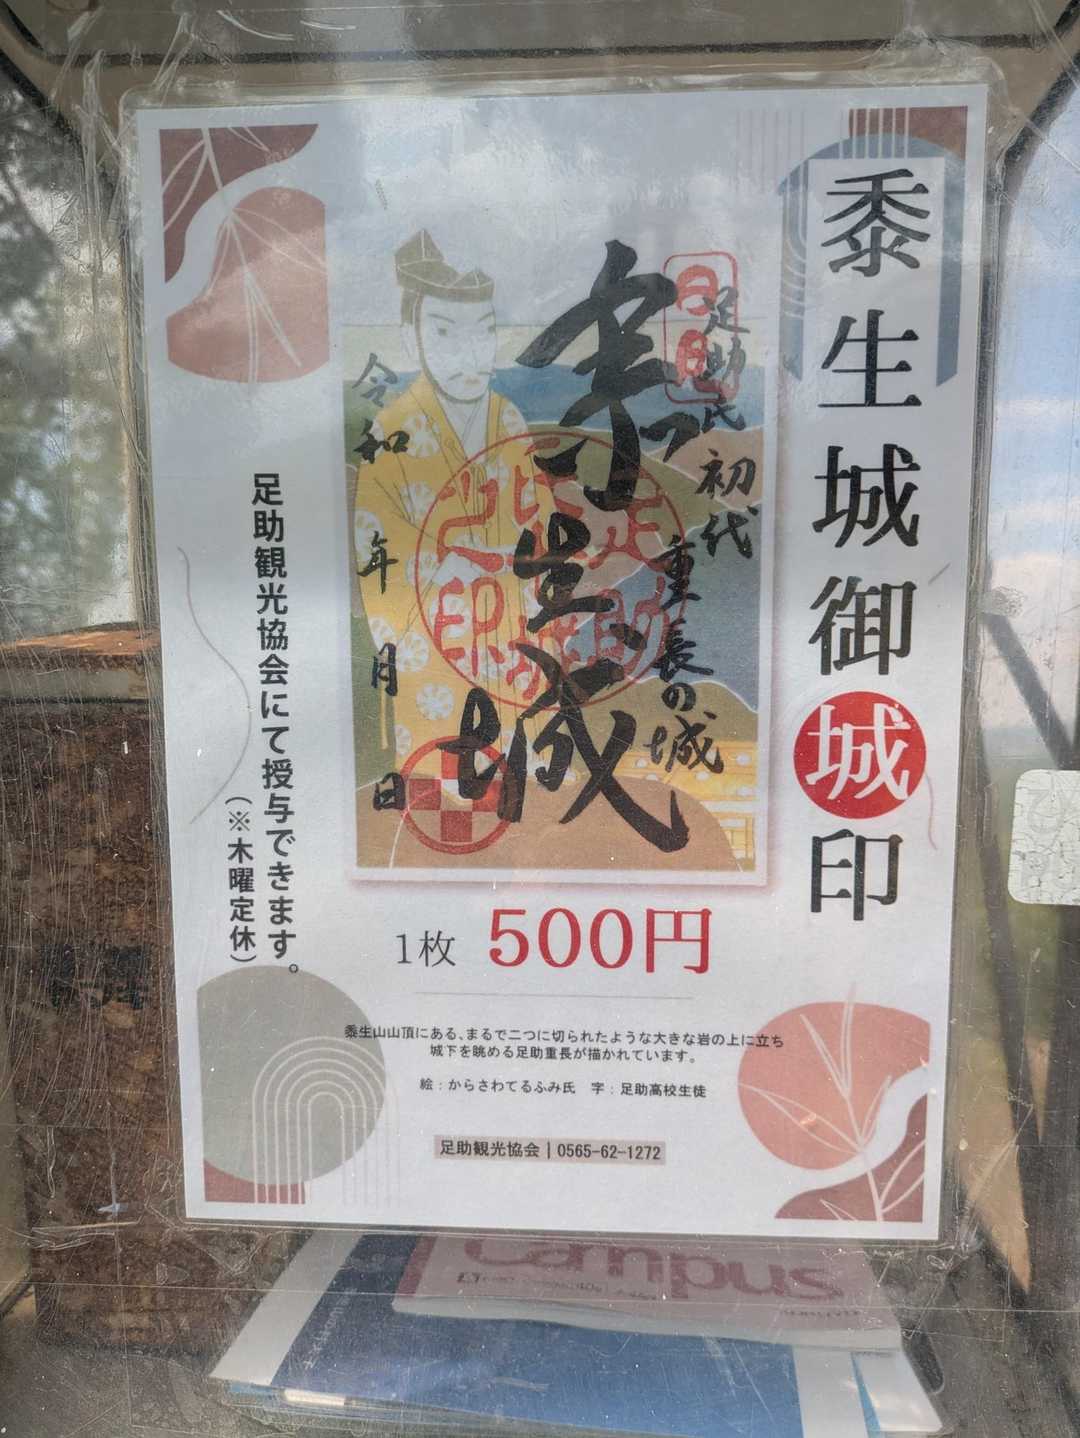 黍生城御城印
足助氏初代
重長の城
黍生城
令和 年 月 日
足助観光協会にて授与できます。
（※木曜定休）
1枚 500円
黍生山山頂にある、まるで二つに切られたような大きな岩の上に立ち
城下を眺める足助重長が描かれています。
絵：からさわてるふみ氏 字：足助高校生徒
足助観光協会｜0565-62-1272
Campus